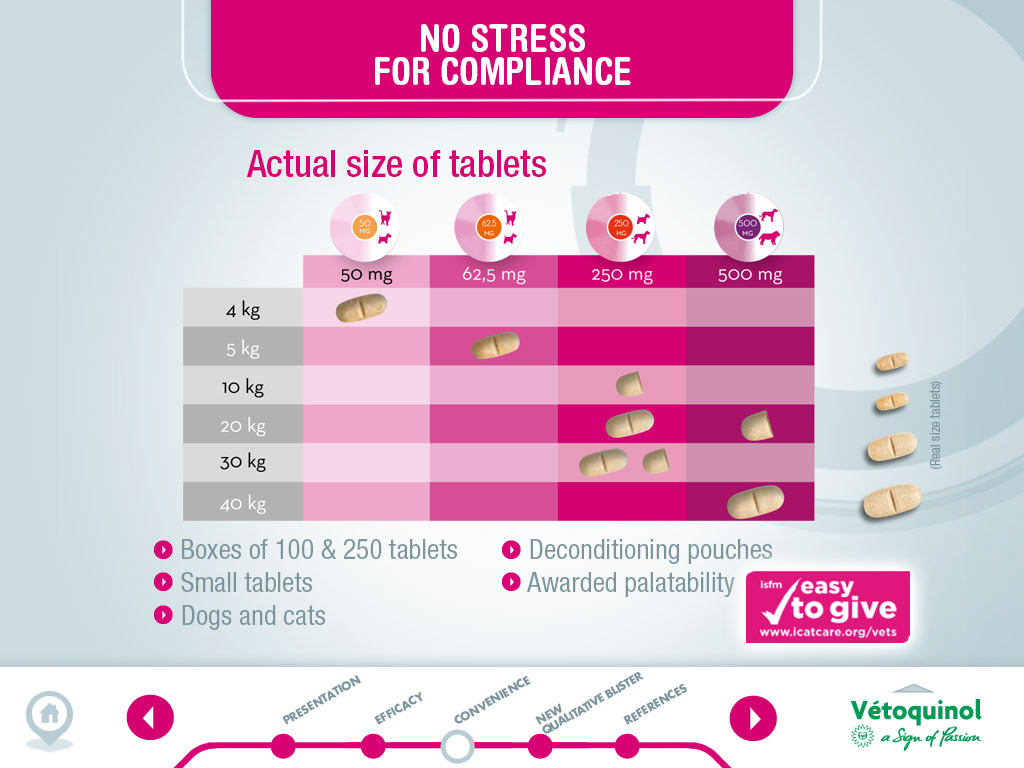 NO STRESS
FOR COMPLIANCE
Actual size of tablets
50 MG
62.5 MG
250 MG
500 MG
50 mg 62,5 mg 250 mg 500 mg
4 kg
5 kg
10 kg
20 kg
30 kg
40 kg
(Real size tablets)
Boxes of 100 & 250 tablets
Small tablets
Dogs and cats
Deconditioning pouches
Awarded palatability
isfm easy
to give
www.icatcare.org/vets
PRESENTATION
EFFICACY
CONVENIENCE
NEW
QUALITATIVE BLISTER
REFERENCES
Vétoquinol
a Sign of Passion